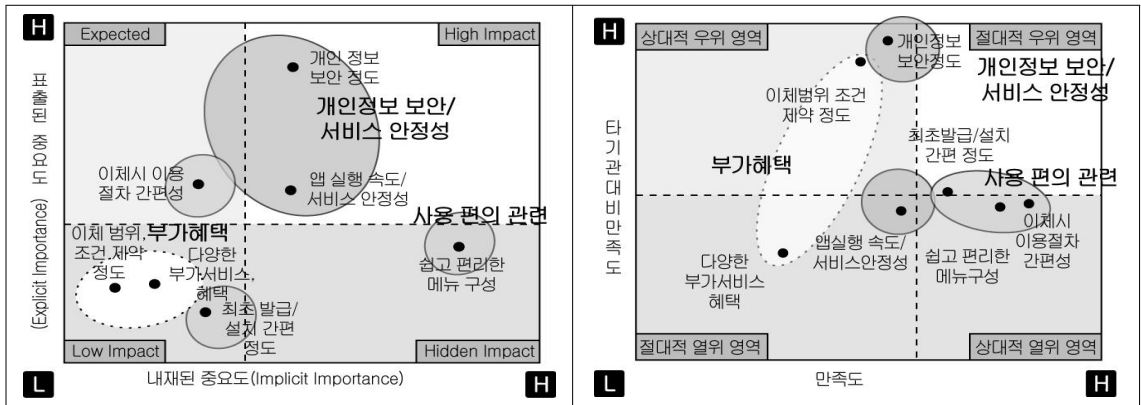 H
Expected
High Impact
개인 정보
보안 정도
개인정보 보안/
서비스 안정성
이체시 이용
절차 간편성
앱 실행 속도/
서비스 안정성
사용 편의 관련
이체 범위,
조건 제약
정도
부가혜택
다양한
부가서비스,
혜택
쉽고 편리한
메뉴 구성
최초 발급/
설치 간편
정도
Low Impact
Hidden Impact
표출된 중요도
(Explicit Importance)
L
내재된 중요도(Implicit Importance)
H
H
상대적 우위 영역
절대적 우위 영역
개인정보
보안정도
개인정보 보안/
서비스 안정성
이체범위 조건
제약 정도
최초발급/설치
간편 정도
부가혜택
사용 편의 관련
앱실행 속도/
서비스안정성
쉽고 편리한
메뉴구성
이체시
이용절차
간편성
다양한
부가서비스
혜택
절대적 열위 영역
상대적 열위 영역
타기관대비만족도
L
만족도
H